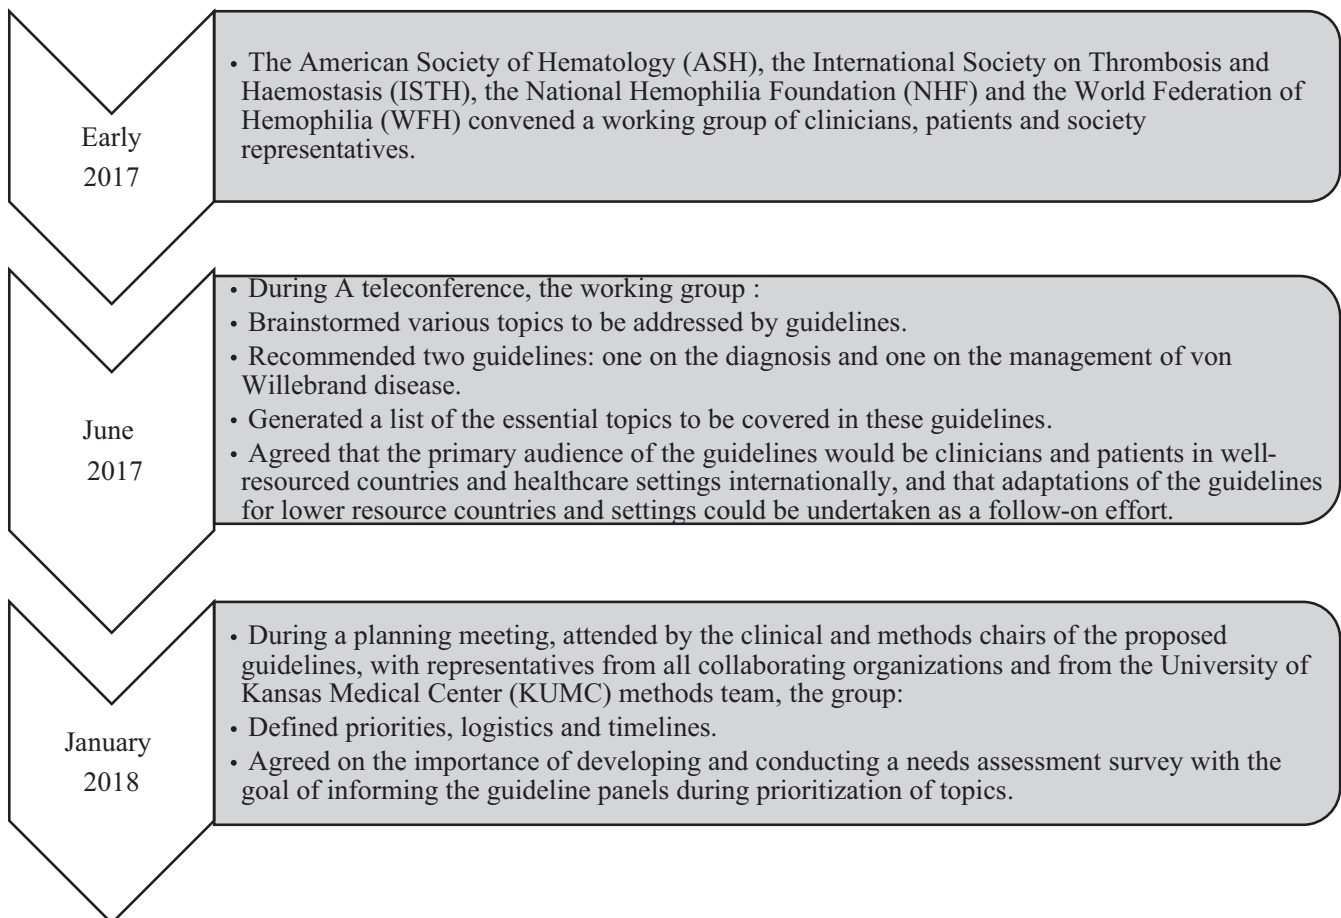 Early
2017
• The American Society of Hematology (ASH), the International Society on Thrombosis and
Haemostasis (ISTH), the National Hemophilia Foundation (NHF) and the World Federation of
Hemophilia (WFH) convened a working group of clinicians, patients and society
representatives.
June
2017
• During A teleconference, the working group :
• Brainstormed various topics to be addressed by guidelines.
• Recommended two guidelines: one on the diagnosis and one on the management of von
Willebrand disease.
• Generated a list of the essential topics to be covered in these guidelines.
• Agreed that the primary audience of the guidelines would be clinicians and patients in well-
resourced countries and healthcare settings internationally, and that adaptations of the guidelines
for lower resource countries and settings could be undertaken as a follow-on effort.
January
2018
• During a planning meeting, attended by the clinical and methods chairs of the proposed
guidelines, with representatives from all collaborating organizations and from the University of
Kansas Medical Center (KUMC) methods team, the group:
• Defined priorities, logistics and timelines.
• Agreed on the importance of developing and conducting a needs assessment survey with the
goal of informing the guideline panels during prioritization of topics.